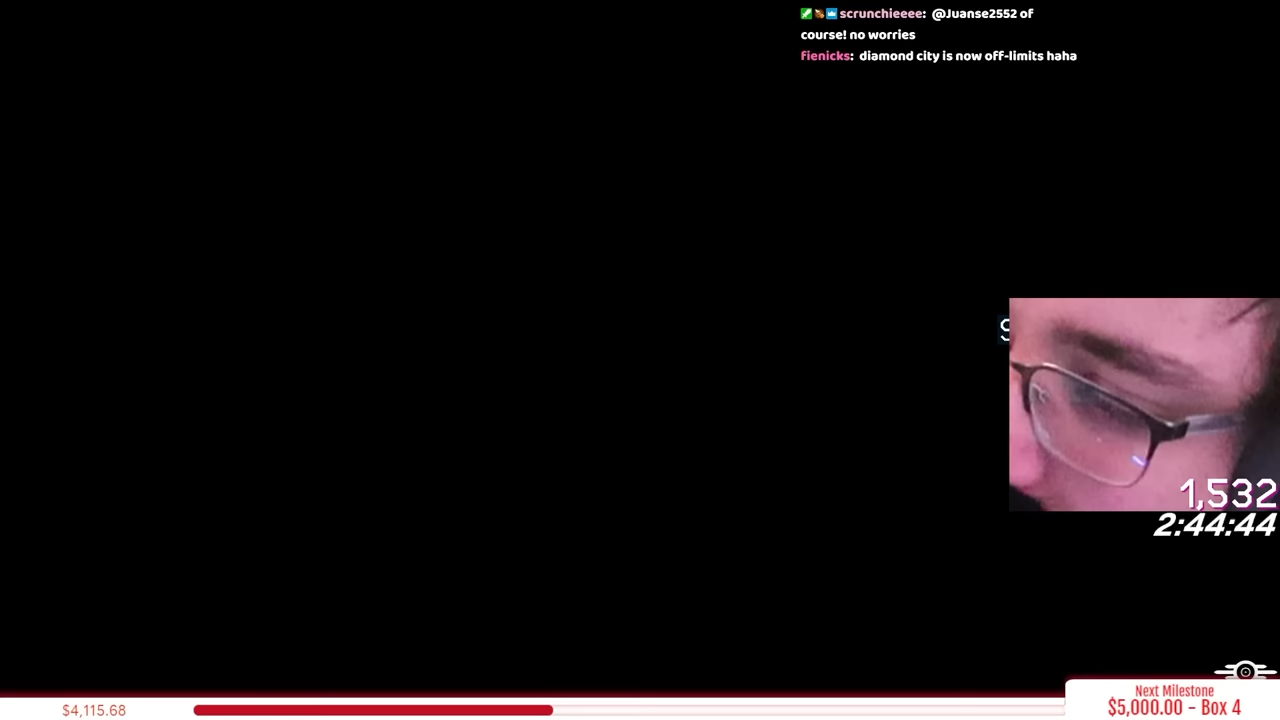 scrunchieeee: @Juanse2552 of
course! no worries
fienicks: diamond city is now off-limits haha
1,532
2:44:44
Next Milestone
$4,115.68
$5,000.00 - Box 4